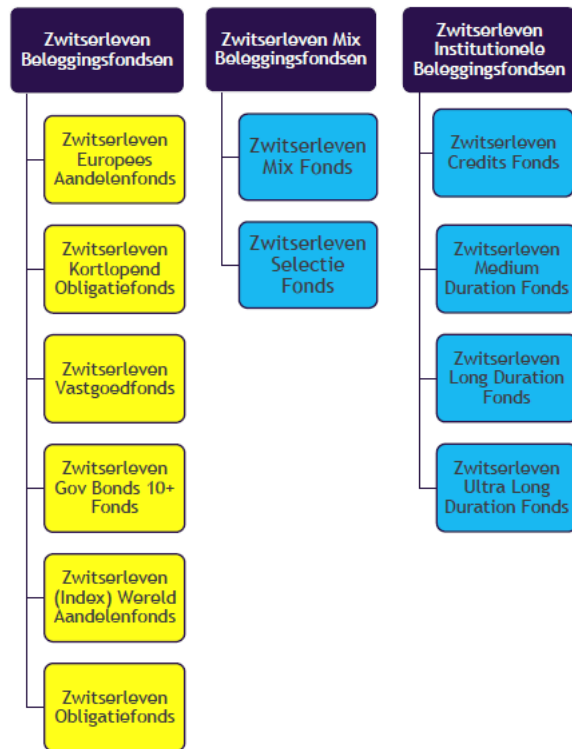 Zwitserleven
Beleggingsfondsen
Zwitserleven
Europees
Aandelenfonds
Zwitserleven
Kortlopend
Obligatiefonds
Zwitserleven
Vastgoedfonds
Zwitserleven
Gov Bonds 10+
Fonds
Zwitserleven
(Index) Wereld
Aandelenfonds
Zwitserleven
Obligatiefonds
Zwitserleven Mix
Beleggingsfondsen
Zwitserleven
Mix Fonds
Zwitserleven
Selectie
Fonds
Zwitserleven
Institutionele
Beleggingsfondsen
Zwitserleven
Credits Fonds
Zwitserleven
Medium
Duration Fonds
Zwitserleven
Long Duration
Fonds
Zwitserleven
Ultra Long
Duration Fonds